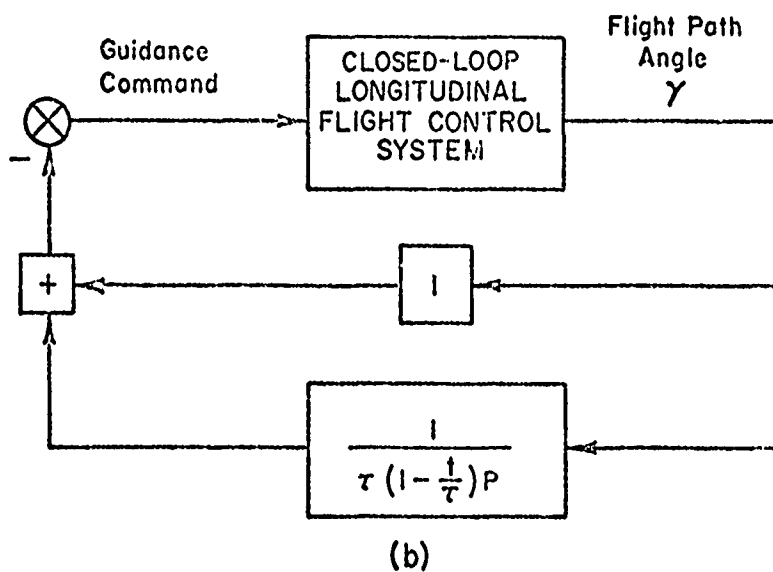 Guidance
Command
CLOSED-LOOP
LONGITUDINAL
FLIGHT CONTROL
SYSTEM
Flight Path
Angle
γ
−
+
1
1
τ (1 - t/τ) P
(b)